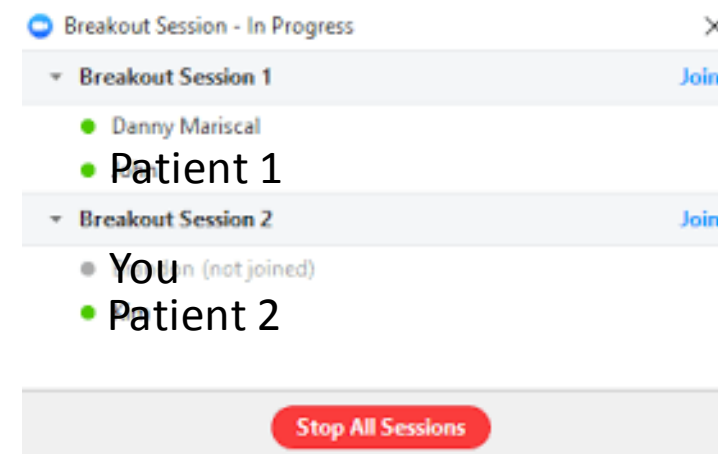 Breakout Session - In Progress
Breakout Session 1 Join
Danny Mariscal
Patient 1
Breakout Session 2 Join
You (not joined)
Patient 2
Stop All Sessions